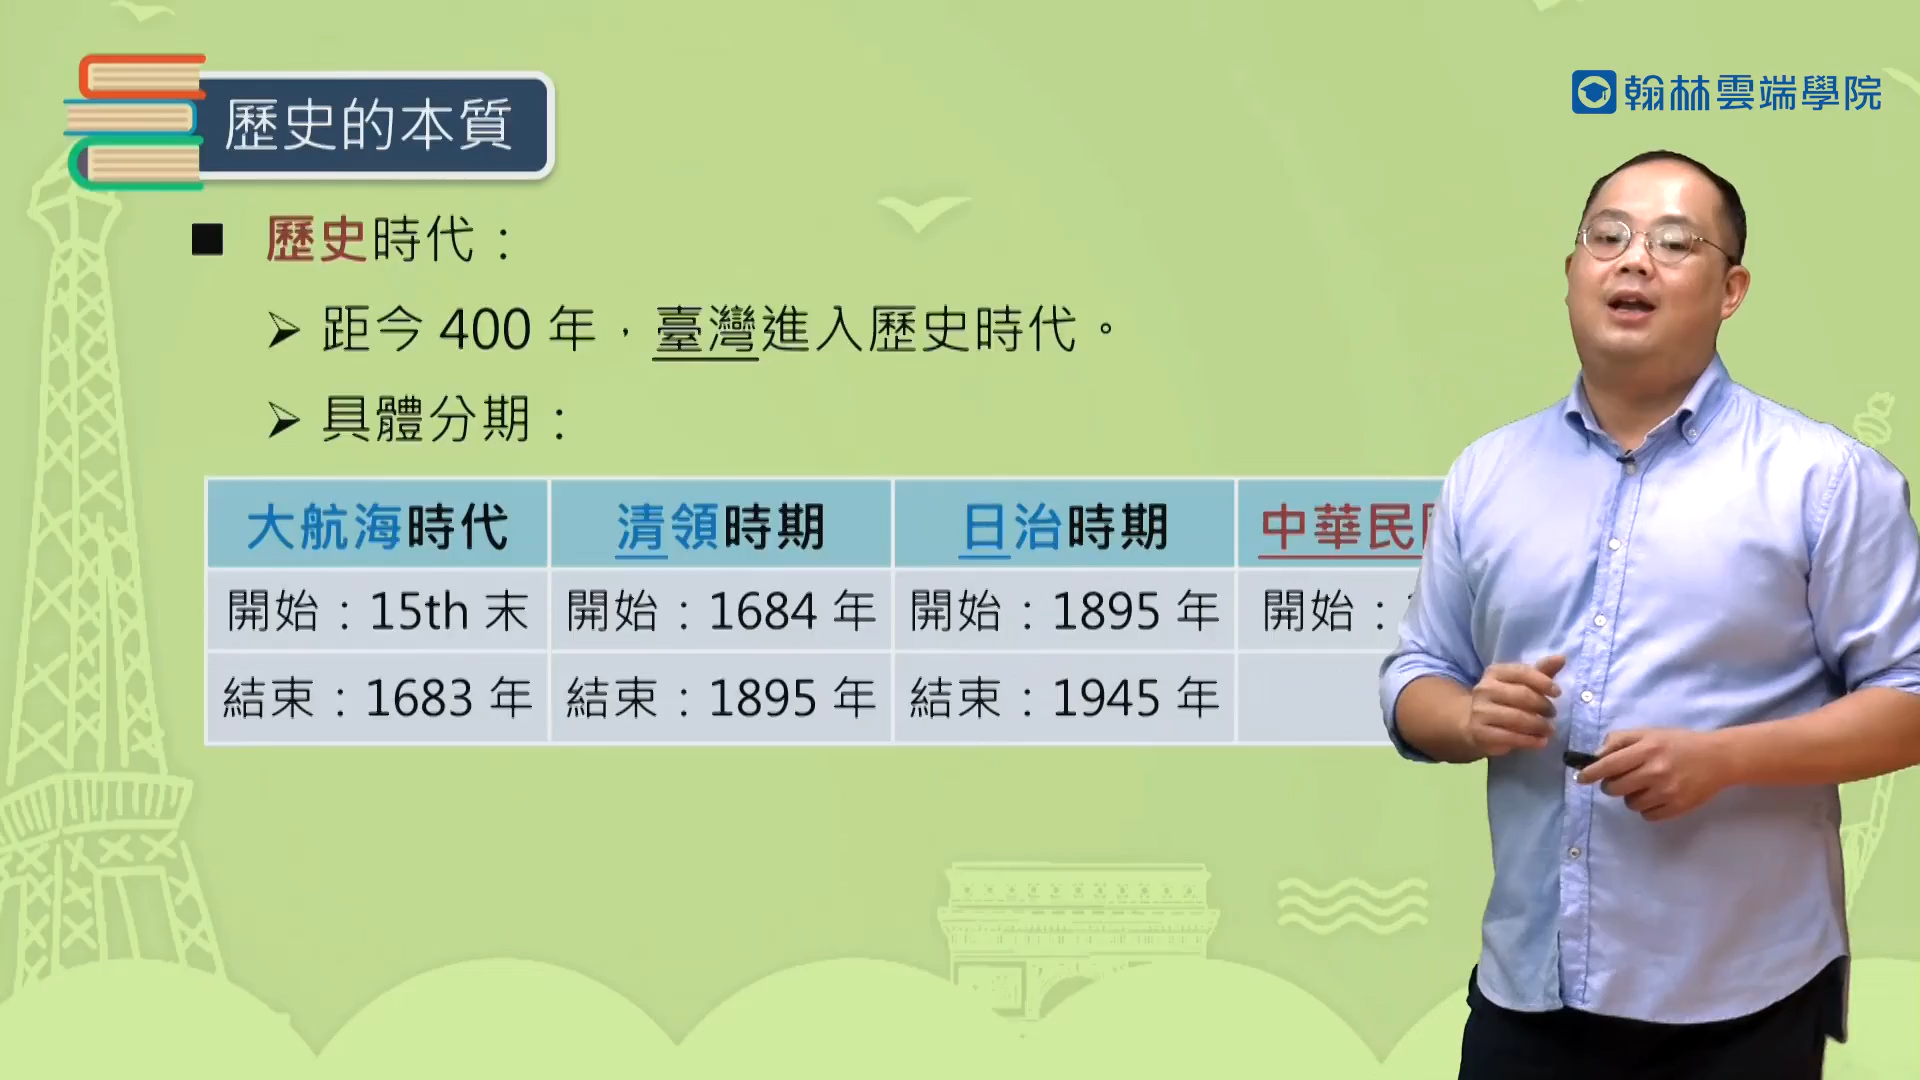 歷史的本質
翰林雲端學院
歷史時代：
距今 400 年，臺灣進入歷史時代。
具體分期：
大航海時代 清領時期 日治時期 中華民
開始：15th 末 開始：1684 年 開始：1895 年 開始：
結束：1683 年 結束：1895 年 結束：1945 年